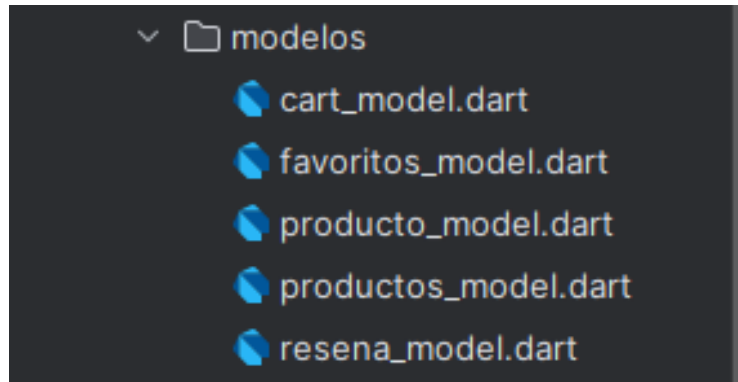 modelos
cart_model.dart
favoritos_model.dart
producto_model.dart
productos_model.dart
resena_model.dart